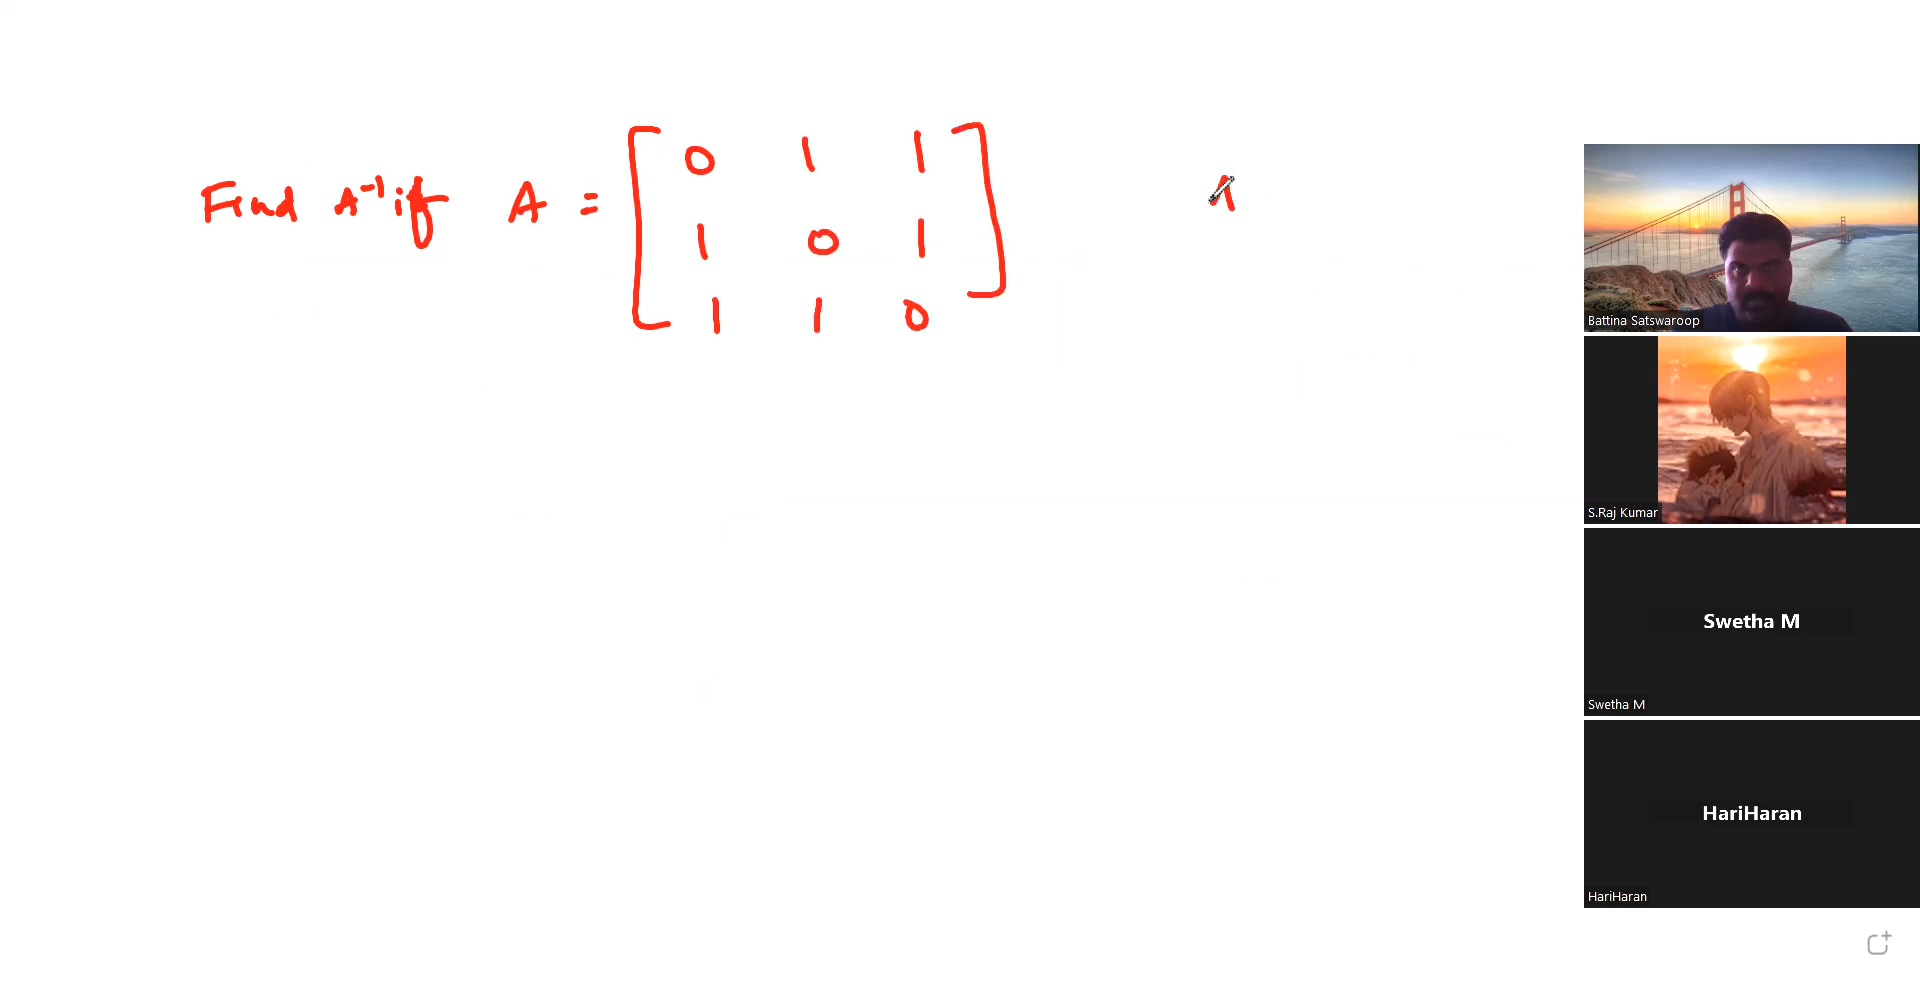 0 1 1
Find A⁻¹ if A =
1 0 1
1 1 0
Battina Satswaroop
S.Raj Kumar
Swetha M
Swetha M
HariHaran
HariHaran